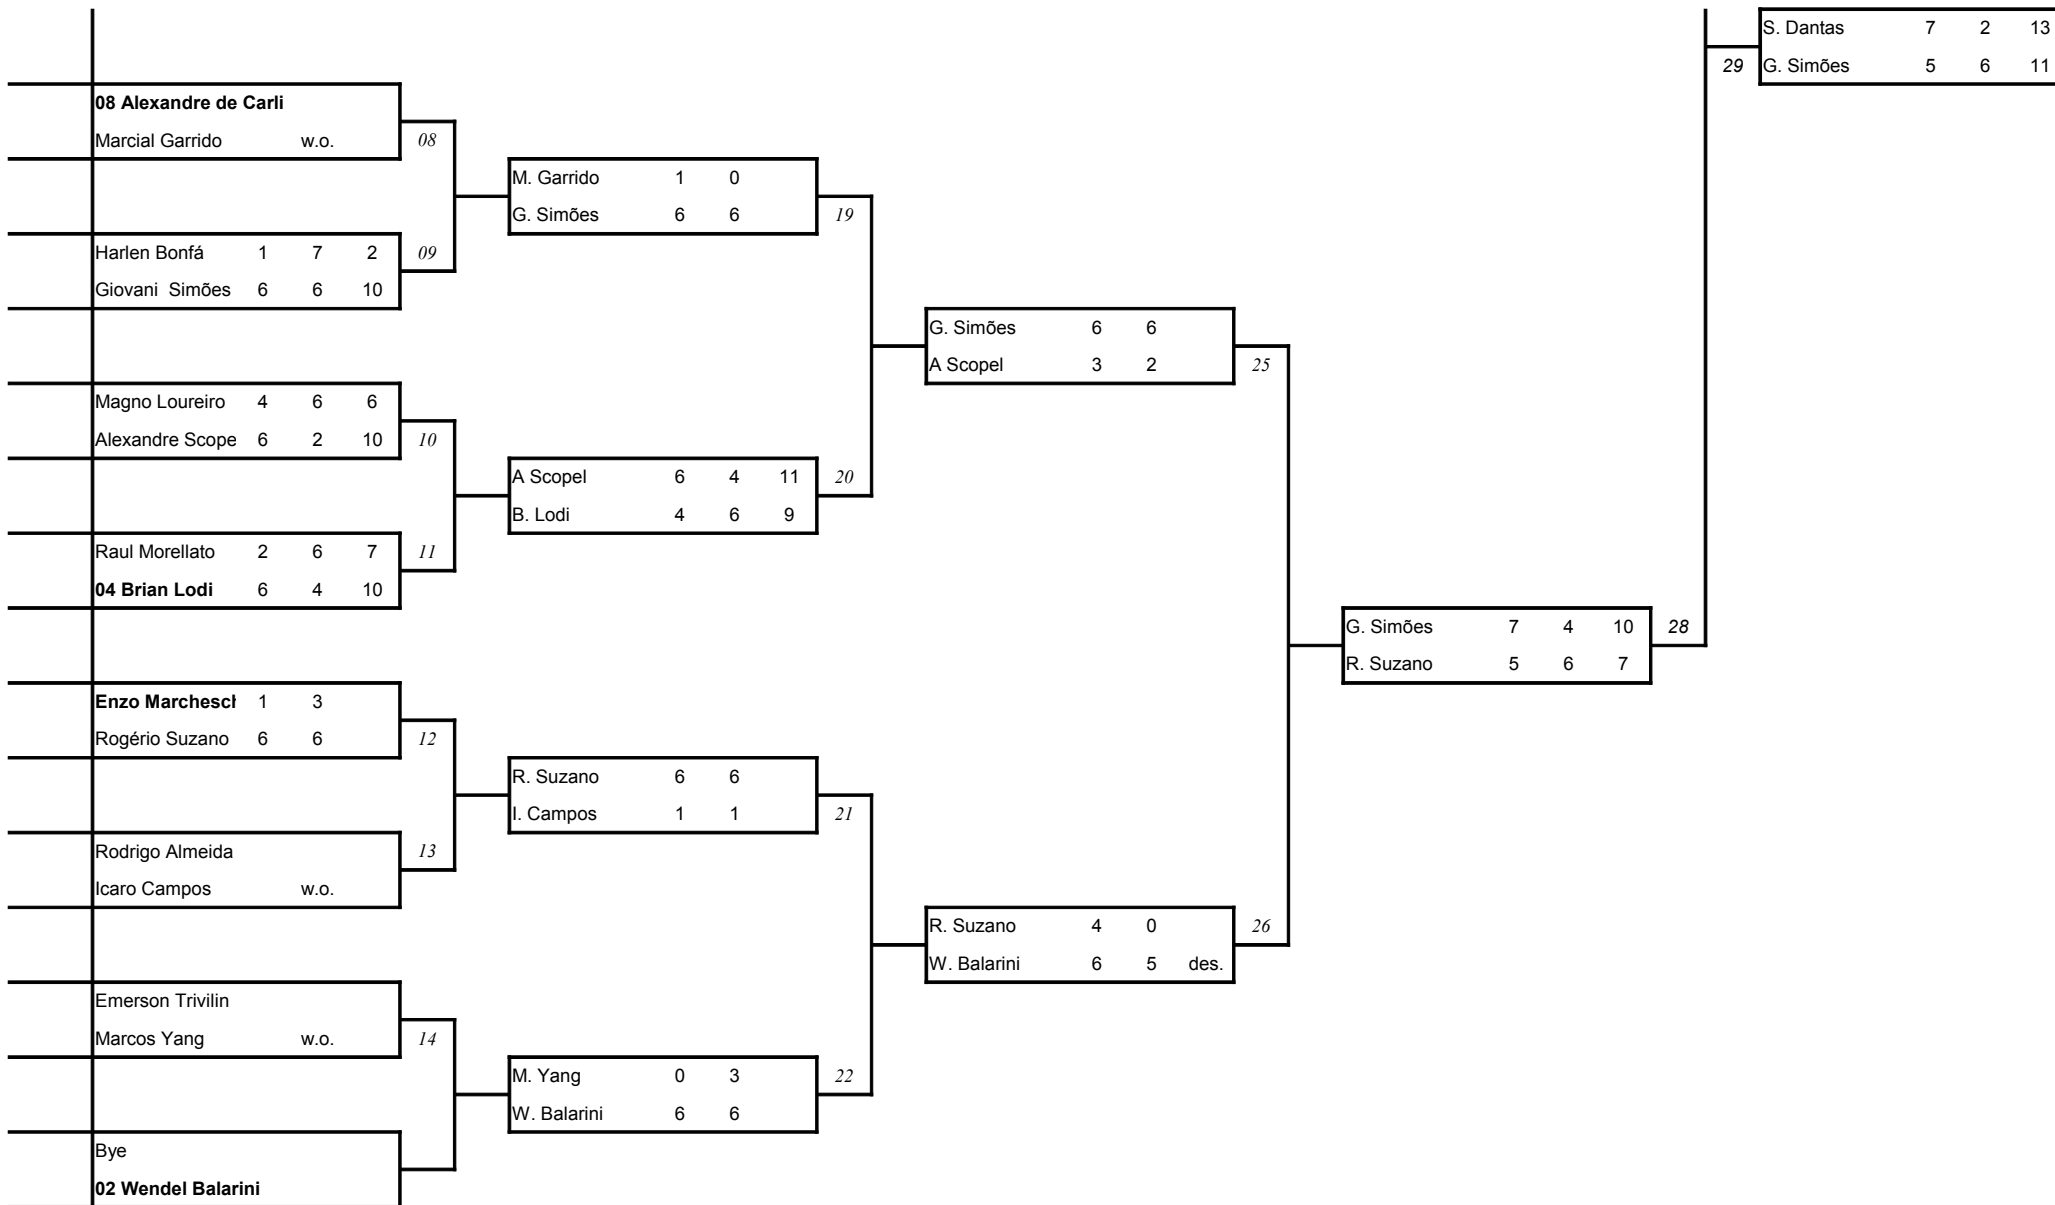 S. Dantas 7 2 13
29 G. Simões 5 6 11
08 Alexandre de Carli
Marcial Garrido w.o. 08
M. Garrido 1 0
G. Simões 6 6 19
Harlen Bonfá 1 7 2 09
Giovani Simões 6 6 10
G. Simões 6 6
A Scopel 3 2 25
Magno Loureiro 4 6 6
Alexandre Scope 6 2 10 10
A Scopel 6 4 11 20
B. Lodi 4 6 9
Raul Morellato 2 6 7 11
04 Brian Lodi 6 4 10
G. Simões 7 4 10 28
R. Suzano 5 6 7
Enzo Marchesch 1 3
Rogério Suzano 6 6 12
R. Suzano 6 6
I. Campos 1 1 21
Rodrigo Almeida 13
Icaro Campos w.o.
R. Suzano 4 0 26
W. Balarini 6 5 des.
Emerson Trivilin
Marcos Yang w.o. 14
M. Yang 0 3 22
W. Balarini 6 6
Bye
02 Wendel Balarini